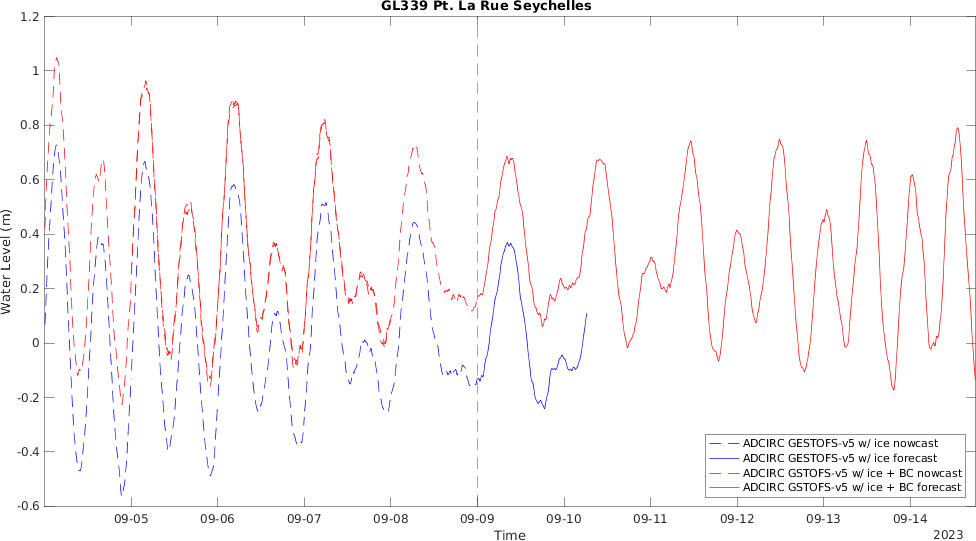 GL339 Pt. La Rue Seychelles
1.2
1
0.8
0.6
0.4
0.2
0
-0.2
-0.4
-0.6
Water Level (m)
ADCIRC GESTOFS-v5 w/ ice nowcast
ADCIRC GESTOFS-v5 w/ ice forecast
ADCIRC GSTOFS-v5 w/ ice + BC nowcast
ADCIRC GSTOFS-v5 w/ ice + BC forecast
09-05 09-06 09-07 09-08 09-09 09-10 09-11 09-12 09-13 09-14
Time
2023